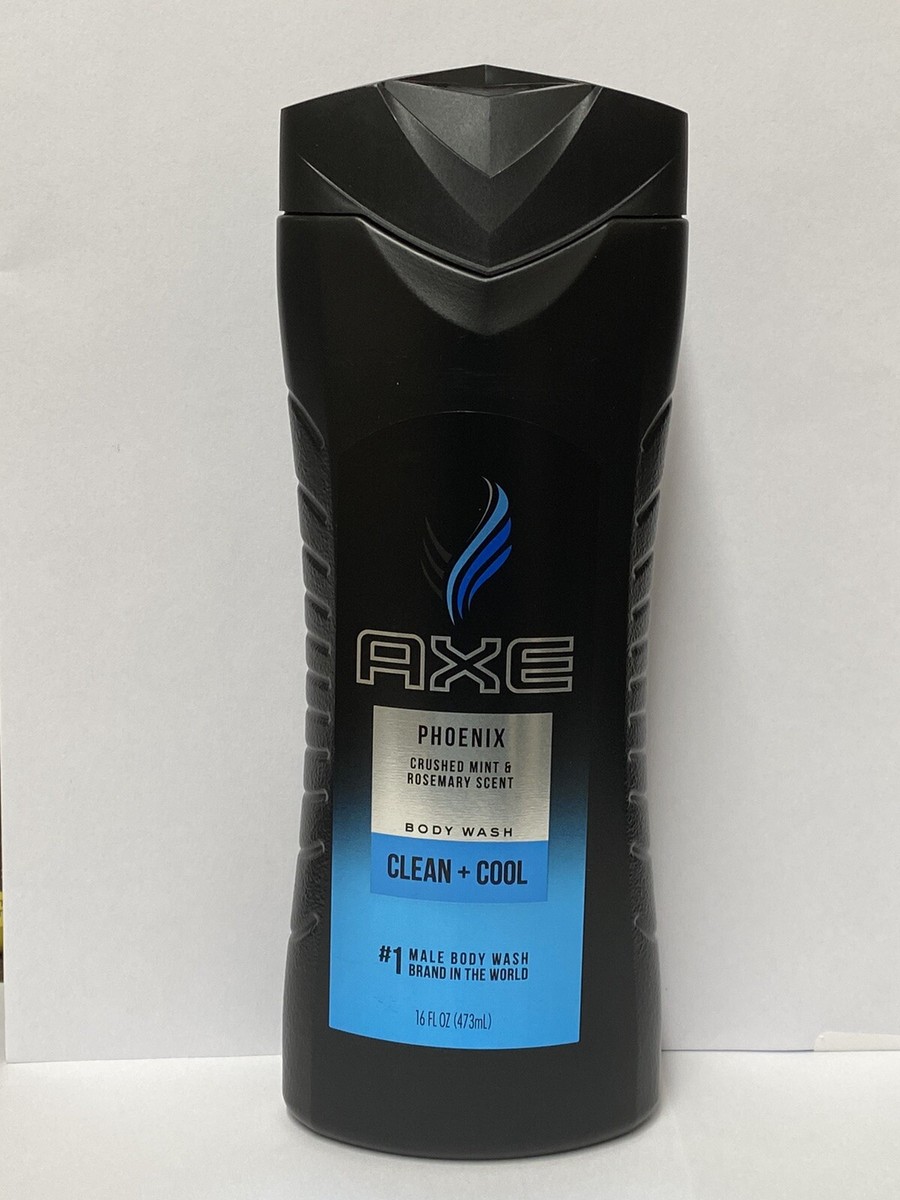 AXE
PHOENIX
CRUSHED MINT &
ROSEMARY SCENT
BODY WASH
CLEAN + COOL
#1 MALE BODY WASH
BRAND IN THE WORLD
16 FL OZ (473mL)